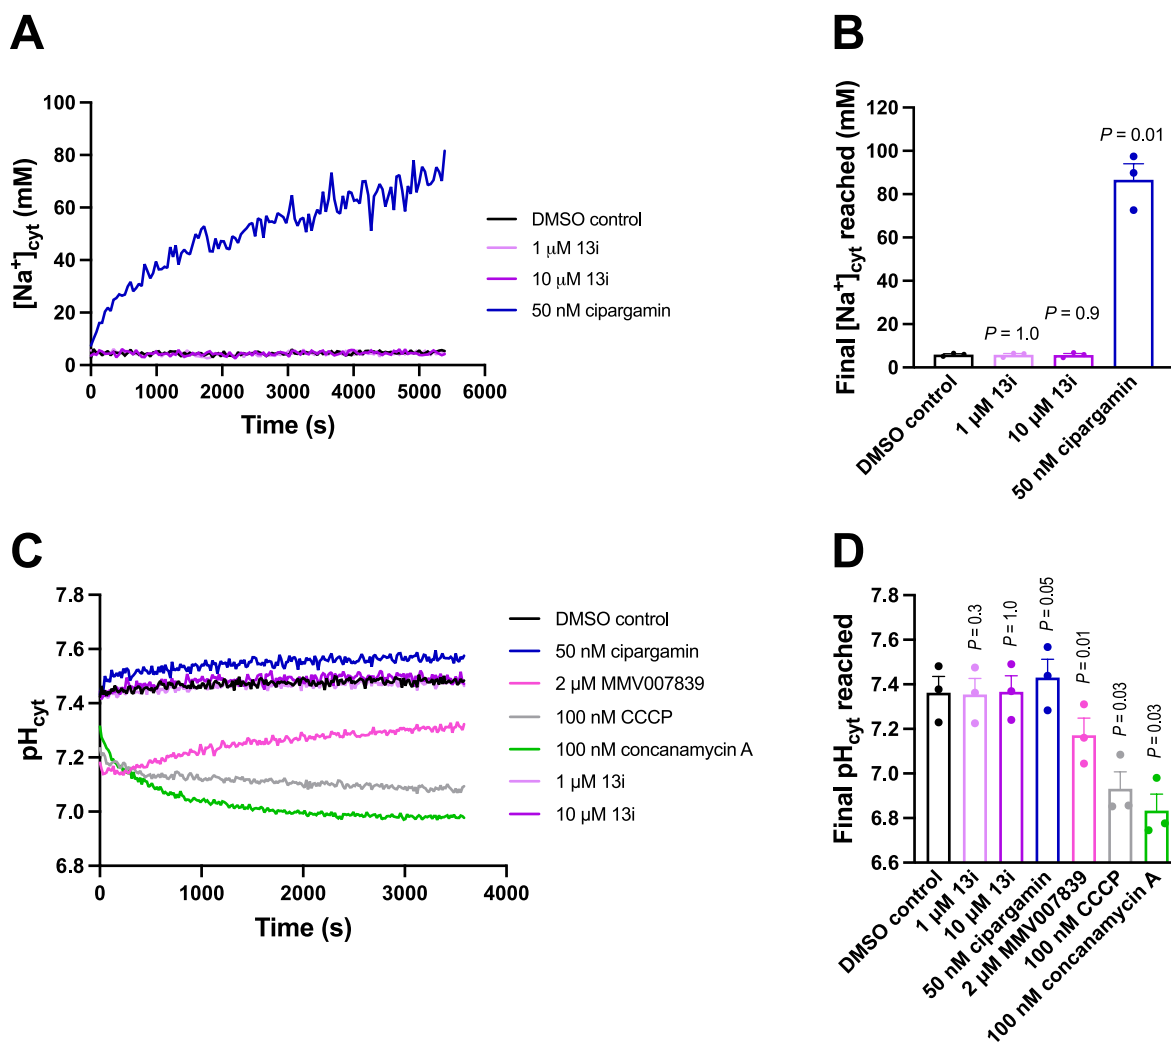 A
[Na⁺]cyt (mM)
100
80
60
40
20
0
0 1000 2000 3000 4000 5000 6000
Time (s)
DMSO control
1 μM 13i
10 μM 13i
50 nM cipargamin
B
Final [Na⁺]cyt reached (mM)
120
100
80
60
40
20
0
P = 1.0
P = 0.9
P = 0.01
DMSO control
1 µM 13i
10 µM 13i
50 nM cipargamin
C
pHcyt
7.8
7.6
7.4
7.2
7.0
6.8
0 1000 2000 3000 4000
Time (s)
DMSO control
50 nM cipargamin
2 µM MMV007839
100 nM CCCP
100 nM concanamycin A
1 µM 13i
10 µM 13i
D
Final pHcyt reached
7.8
7.6
7.4
7.2
7.0
6.8
6.6
P = 0.3
P = 1.0
P = 0.05
P = 0.01
P = 0.03
P = 0.03
DMSO control
1 µM 13i
10 µM 13i
50 nM cipargamin
2 µM MMV007839
100 nM CCCP
100 nM concanamycin A